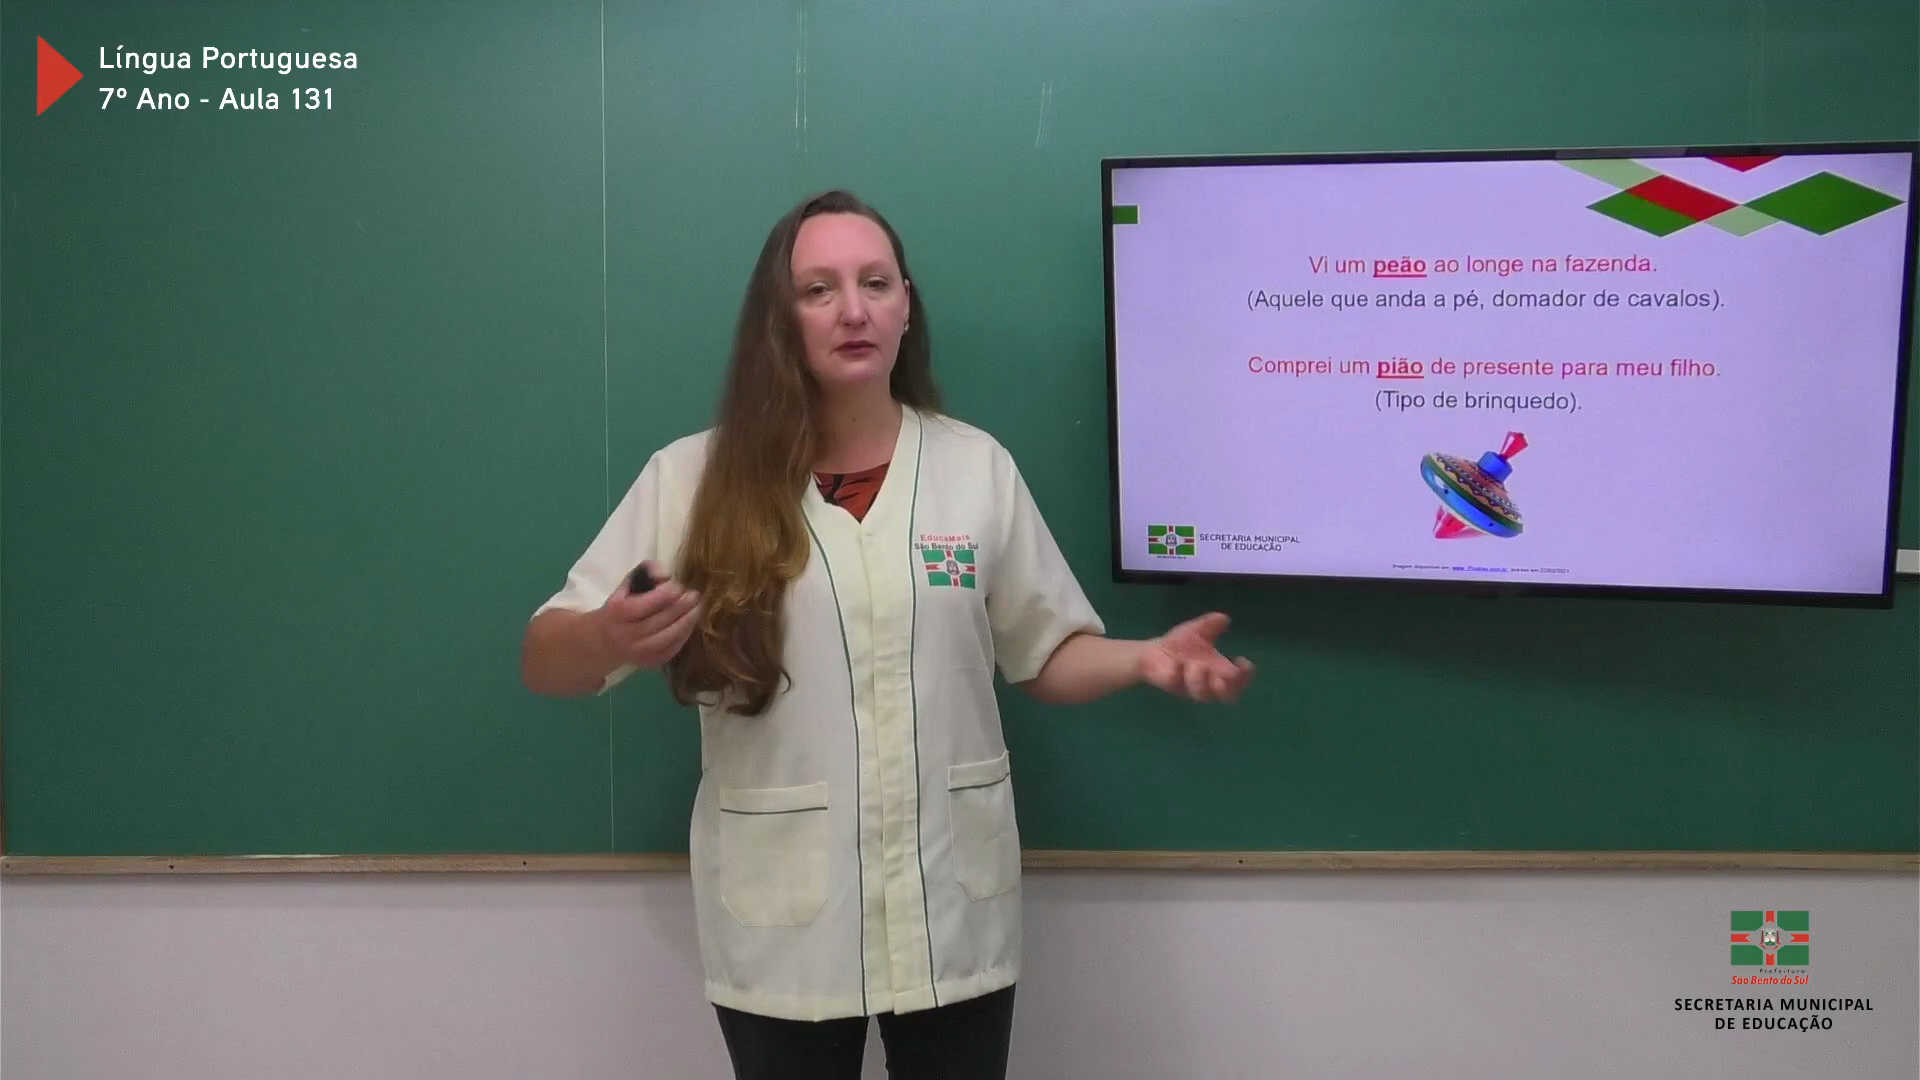 Língua Portuguesa
7º Ano - Aula 131
Vi um peão ao longe na fazenda.
(Aquele que anda a pé, domador de cavalos).
Comprei um pião de presente para meu filho.
(Tipo de brinquedo).
SECRETARIA MUNICIPAL
DE EDUCAÇÃO
EducaMais
São Bento do Sul
Prefeitura
São Bento do Sul
SECRETARIA MUNICIPAL
DE EDUCAÇÃO